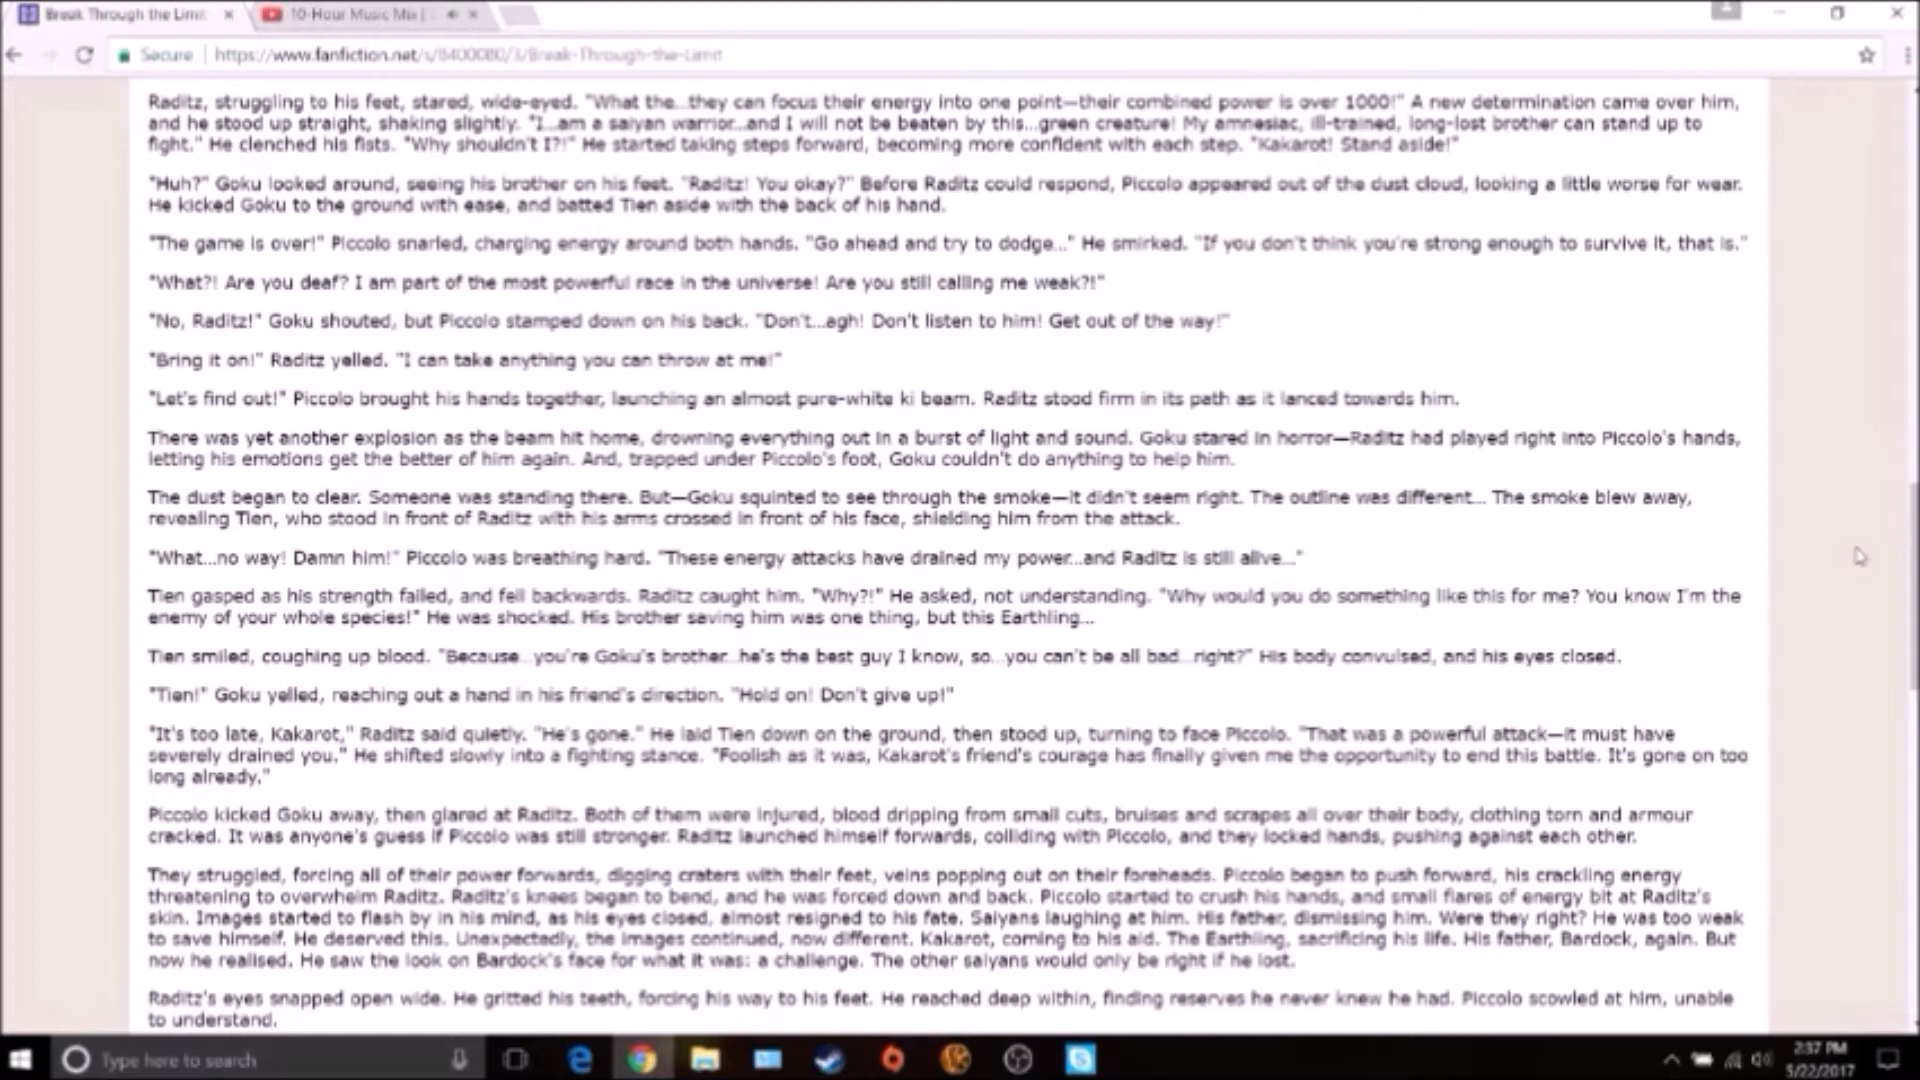 Break Through the Limit
10-Hour Music Mix |
Secure | https://www.fanfiction.net/s/8400080/3/Break-Through-the-Limit
Raditz, struggling to his feet, stared, wide-eyed. "What the...they can focus their energy into one point—their combined power is over 1000!" A new determination came over him,
and he stood up straight, shaking slightly. "I...am a saiyan warrior...and I will not be beaten by this...green creature! My amnesiac, ill-trained, long-lost brother can stand up to
fight." He clenched his fists. "Why shouldn't I?!" He started taking steps forward, becoming more confident with each step. "Kakarot! Stand aside!"
"Huh?" Goku looked around, seeing his brother on his feet. "Raditz! You okay?" Before Raditz could respond, Piccolo appeared out of the dust cloud, looking a little worse for wear.
He kicked Goku to the ground with ease, and batted Tien aside with the back of his hand.
"The game is over!" Piccolo snarled, charging energy around both hands. "Go ahead and try to dodge..." He smirked. "If you don't think you're strong enough to survive it, that is."
"What?! Are you deaf? I am part of the most powerful race in the universe! Are you still calling me weak?!"
"No, Raditz!" Goku shouted, but Piccolo stamped down on his back. "Don't...agh! Don't listen to him! Get out of the way!"
"Bring it on!" Raditz yelled. "I can take anything you can throw at me!"
"Let's find out!" Piccolo brought his hands together, launching an almost pure-white ki beam. Raditz stood firm in its path as it lanced towards him.
There was yet another explosion as the beam hit home, drowning everything out in a burst of light and sound. Goku stared in horror—Raditz had played right into Piccolo's hands,
letting his emotions get the better of him again. And, trapped under Piccolo's foot, Goku couldn't do anything to help him.
The dust began to clear. Someone was standing there. But—Goku squinted to see through the smoke—it didn't seem right. The outline was different... The smoke blew away,
revealing Tien, who stood in front of Raditz with his arms crossed in front of his face, shielding him from the attack.
"What...no way! Damn him!" Piccolo was breathing hard. "These energy attacks have drained my power...and Raditz is still alive..."
Tien gasped as his strength failed, and fell backwards. Raditz caught him. "Why?!" He asked, not understanding. "Why would you do something like this for me? You know I'm the
enemy of your whole species!" He was shocked. His brother saving him was one thing, but this Earthling...
Tien smiled, coughing up blood. "Because...you're Goku's brother...he's the best guy I know, so...you can't be all bad...right?" His body convulsed, and his eyes closed.
"Tien!" Goku yelled, reaching out a hand in his friend's direction. "Hold on! Don't give up!"
"It's too late, Kakarot," Raditz said quietly. "He's gone." He laid Tien down on the ground, then stood up, turning to face Piccolo. "That was a powerful attack—it must have
severely drained you." He shifted slowly into a fighting stance. "Foolish as it was, Kakarot's friend's courage has finally given me the opportunity to end this battle. It's gone on too
long already."
Piccolo kicked Goku away, then glared at Raditz. Both of them were injured, blood dripping from small cuts, bruises and scrapes all over their body, clothing torn and armour
cracked. It was anyone's guess if Piccolo was still stronger. Raditz launched himself forwards, colliding with Piccolo, and they locked hands, pushing against each other.
They struggled, forcing all of their power forwards, digging craters with their feet, veins popping out on their foreheads. Piccolo began to push forward, his crackling energy
threatening to overwhelm Raditz. Raditz's knees began to bend, and he was forced down and back. Piccolo started to crush his hands, and small flares of energy bit at Raditz's
skin. Images started to flash by in his mind, as his eyes closed, almost resigned to his fate. Saiyans laughing at him. His father, dismissing him. Were they right? He was too weak
to save himself. He deserved this. Unexpectedly, the images continued, now different. Kakarot, coming to his aid. The Earthling, sacrificing his life. His father, Bardock, again. But
now he realised. He saw the look on Bardock's face for what it was: a challenge. The other saiyans would only be right if he lost.
Raditz's eyes snapped open wide. He gritted his teeth, forcing his way to his feet. He reached deep within, finding reserves he never knew he had. Piccolo scowled at him, unable
to understand.
Type here to search
2:37 PM
5/22/2017